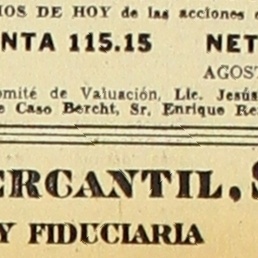 IOS DE HOY de las acciones
NTA 115.15 NET
AGOST
omité de Valuación, Lic. Jesús
e Caso Bercht, Sr. Enrique Re
ERCANTIL, S
Y FIDUCIARIA